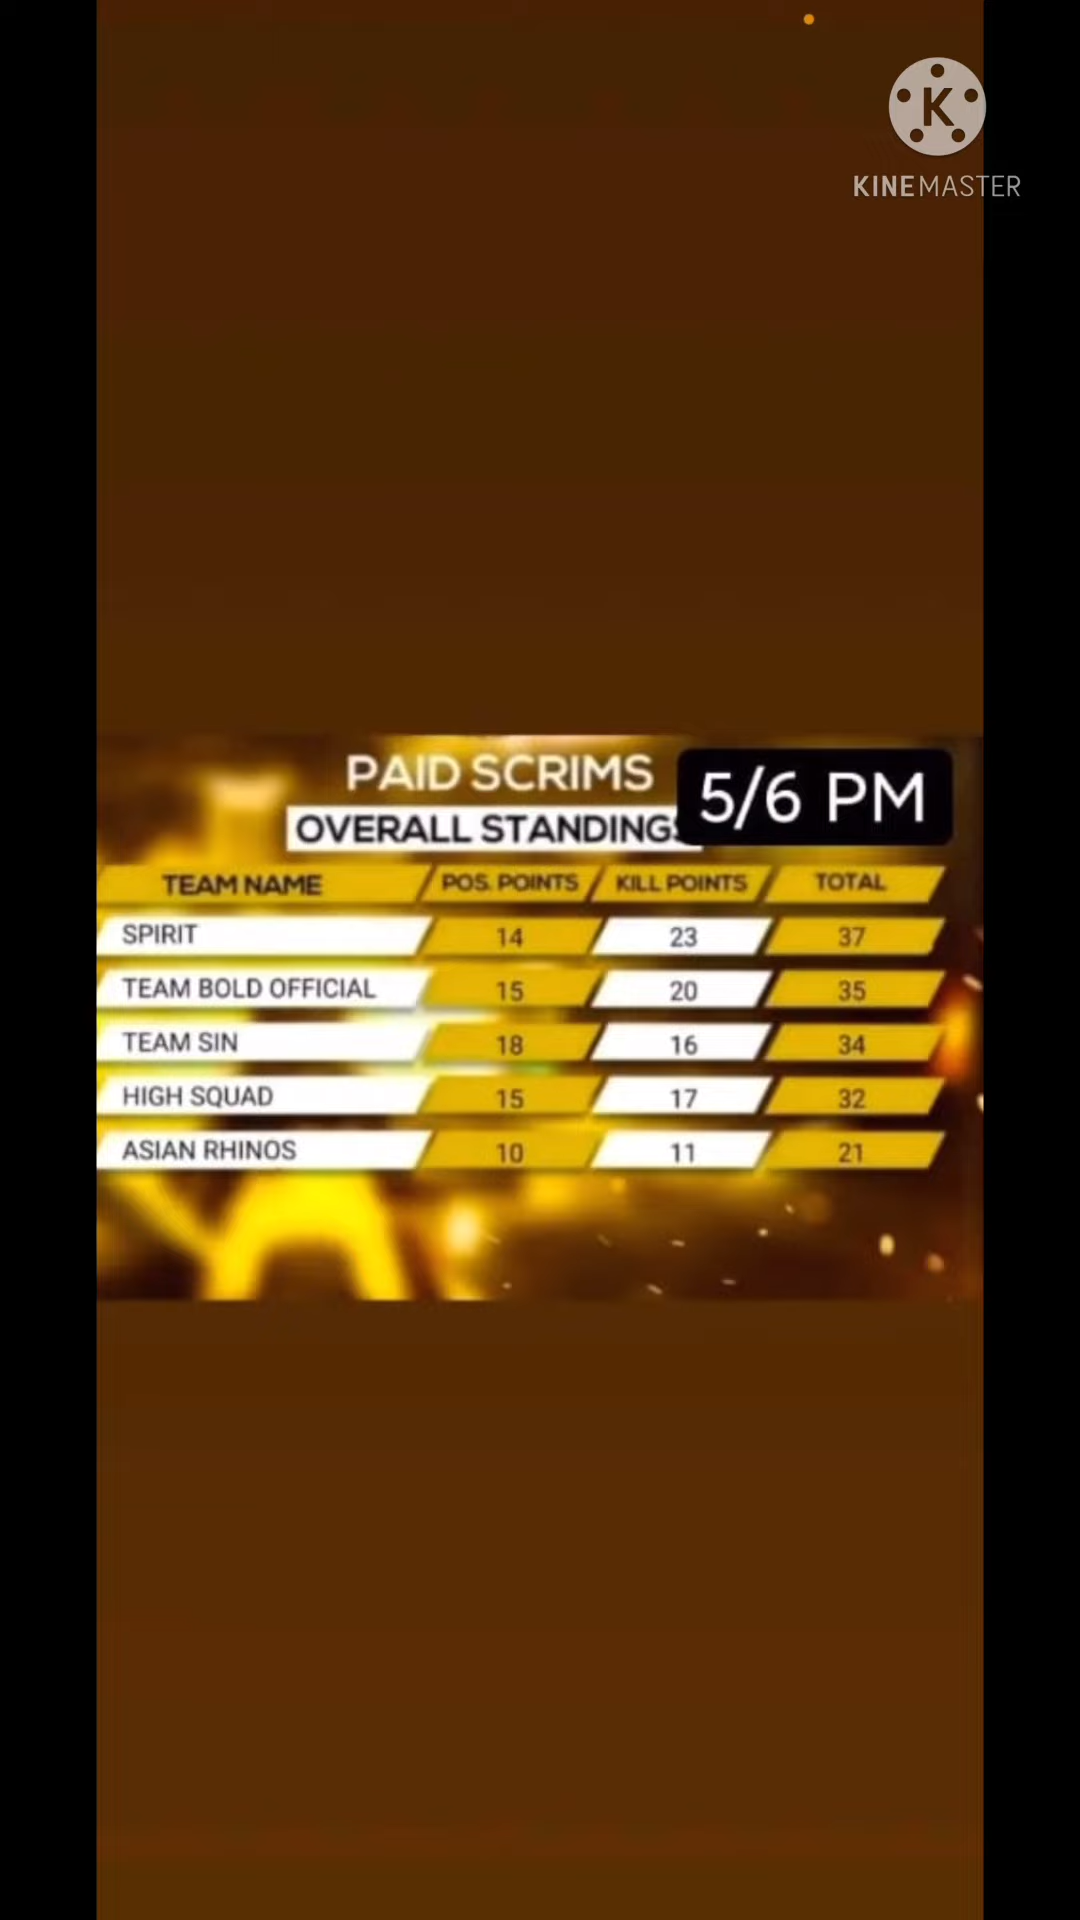 K
KINEMASTER
PAID SCRIMS
5/6 PM
OVERALL STANDINGS
TEAM NAME POS. POINTS KILL POINTS TOTAL
SPIRIT 14 23 37
TEAM BOLD OFFICIAL 15 20 35
TEAM SIN 18 16 34
HIGH SQUAD 15 17 32
ASIAN RHINOS 10 11 21